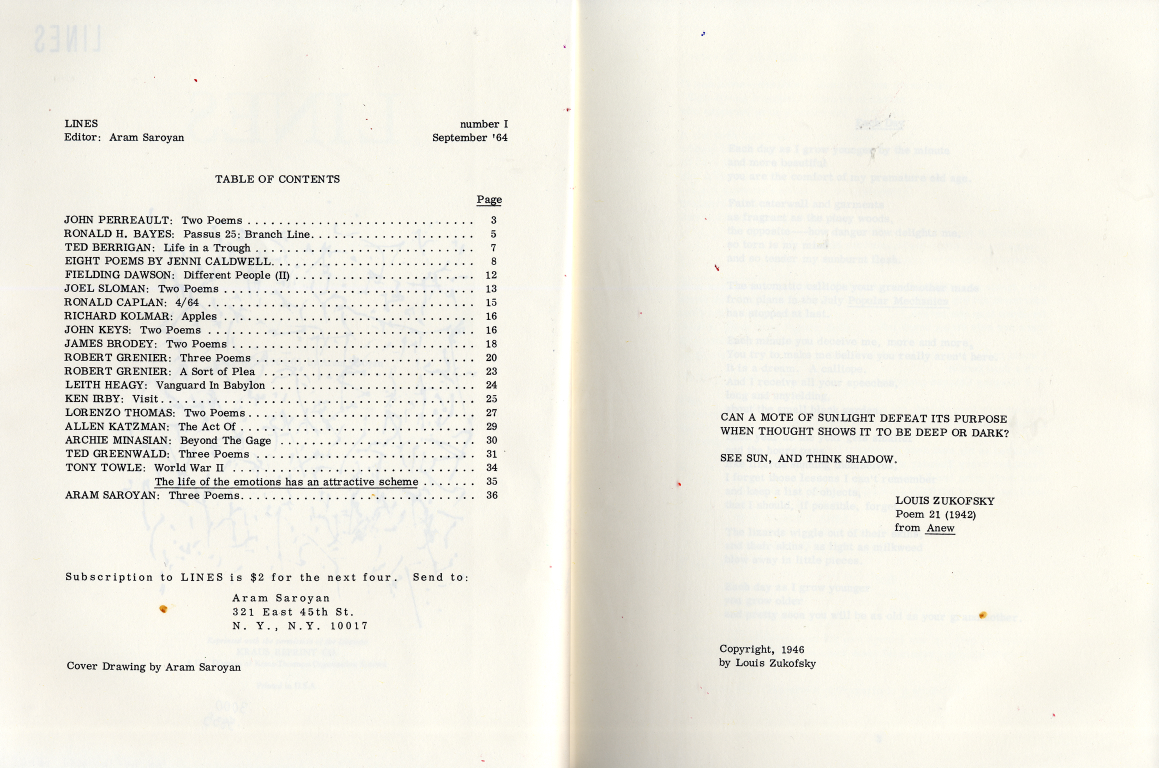 LINES number I
Editor: Aram Saroyan September '64
TABLE OF CONTENTS
Page
JOHN PERREAULT: Two Poems . . . . . . . . . . . . . . . . . . . . . . . . . . . . . 3
RONALD H. BAYES: Passus 25: Branch Line. . . . . . . . . . . . . . . . . . . . . 5
TED BERRIGAN: Life in a Trough . . . . . . . . . . . . . . . . . . . . . . . . . . . . 7
EIGHT POEMS BY JENNI CALDWELL. . . . . . . . . . . . . . . . . . . . . . . . . . 8
FIELDING DAWSON: Different People (II) . . . . . . . . . . . . . . . . . . . . . . . 12
JOEL SLOMAN: Two Poems . . . . . . . . . . . . . . . . . . . . . . . . . . . . . . . . 13
RONALD CAPLAN: 4/64 . . . . . . . . . . . . . . . . . . . . . . . . . . . . . . . . . . 15
RICHARD KOLMAR: Apples . . . . . . . . . . . . . . . . . . . . . . . . . . . . . . . . 16
JOHN KEYS: Two Poems . . . . . . . . . . . . . . . . . . . . . . . . . . . . . . . . . . 16
JAMES BRODEY: Two Poems . . . . . . . . . . . . . . . . . . . . . . . . . . . . . . . 18
ROBERT GRENIER: Three Poems . . . . . . . . . . . . . . . . . . . . . . . . . . . . 20
ROBERT GRENIER: A Sort of Plea . . . . . . . . . . . . . . . . . . . . . . . . . . . 23
LEITH HEAGY: Vanguard In Babylon . . . . . . . . . . . . . . . . . . . . . . . . . . 24
KEN IRBY: Visit . . . . . . . . . . . . . . . . . . . . . . . . . . . . . . . . . . . . . . . 25
LORENZO THOMAS: Two Poems . . . . . . . . . . . . . . . . . . . . . . . . . . . . . 27
ALLEN KATZMAN: The Act Of . . . . . . . . . . . . . . . . . . . . . . . . . . . . . . 29
ARCHIE MINASIAN: Beyond The Gage . . . . . . . . . . . . . . . . . . . . . . . . . 30
TED GREENWALD: Three Poems . . . . . . . . . . . . . . . . . . . . . . . . . . . . 31
TONY TOWLE: World War II . . . . . . . . . . . . . . . . . . . . . . . . . . . . . . . 34
The life of the emotions has an attractive scheme . . . . . . . 35
ARAM SAROYAN: Three Poems. . . . . . . . . . . . . . . . . . . . . . . . . . . . . . 36
Subscription to LINES is $2 for the next four. Send to:
Aram Saroyan
321 East 45th St.
N. Y., N.Y. 10017
Cover Drawing by Aram Saroyan
CAN A MOTE OF SUNLIGHT DEFEAT ITS PURPOSE
WHEN THOUGHT SHOWS IT TO BE DEEP OR DARK?
SEE SUN, AND THINK SHADOW.
LOUIS ZUKOFSKY
Poem 21 (1942)
from Anew
Copyright, 1946
by Louis Zukofsky